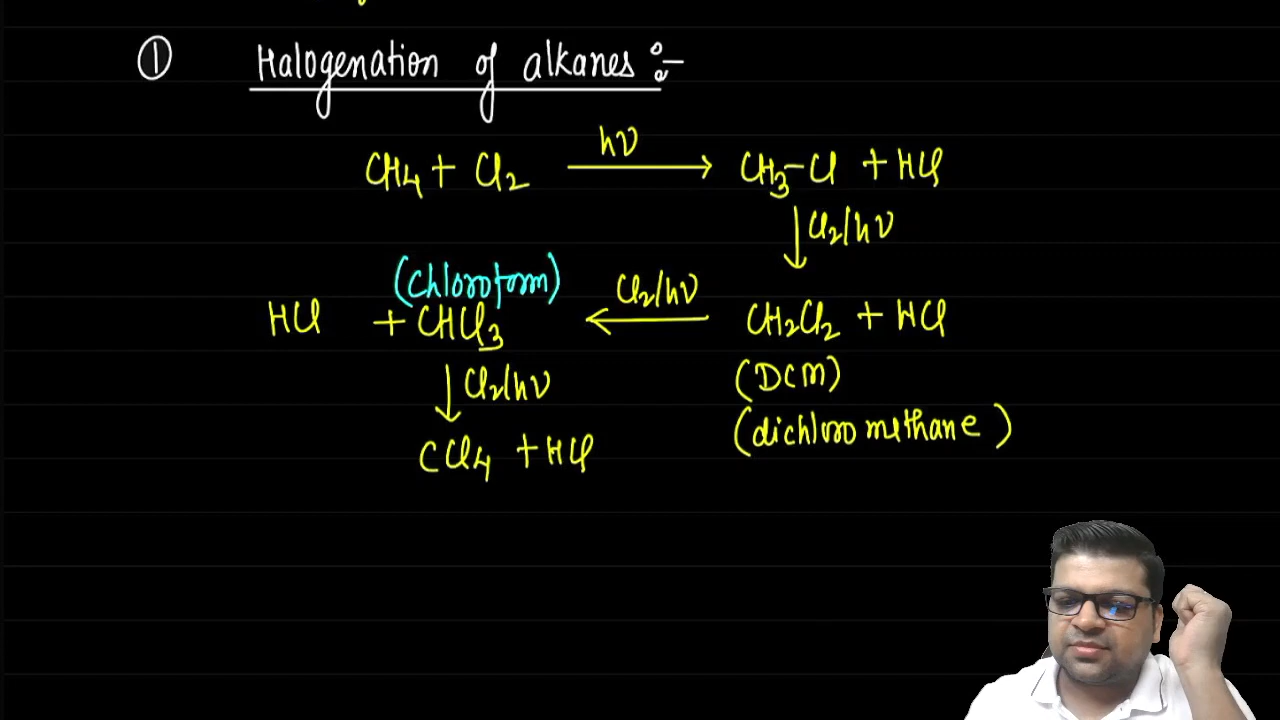 ① Halogenation of alkanes :-
CH4 + Cl2 —hν→ CH3-Cl + HCl
↓ Cl2/hν
(Chloroform) Cl2/hν
HCl + CHCl3 ← CH2Cl2 + HCl
↓ Cl2/hν (DCM)
(dichloromethane)
CCl4 + HCl